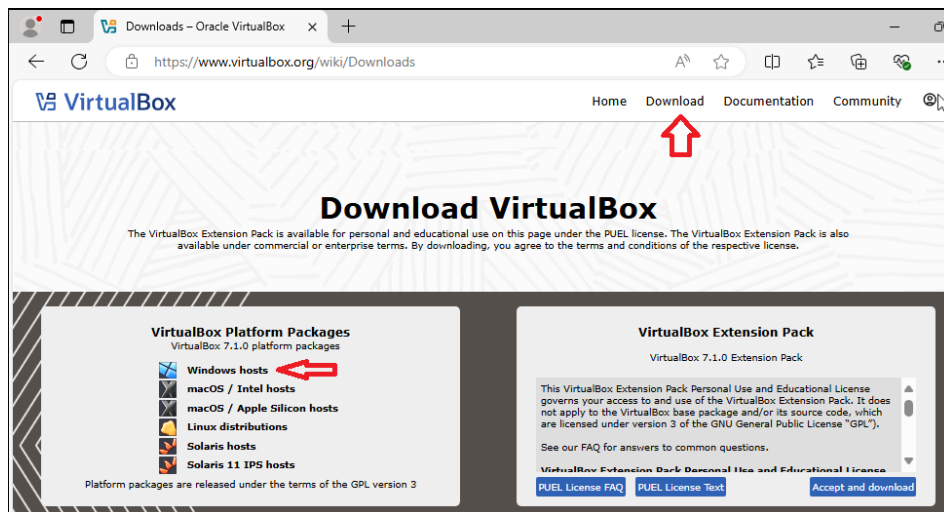 Downloads – Oracle VirtualBox
https://www.virtualbox.org/wiki/Downloads
VirtualBox
Home Download Documentation Community
Download VirtualBox
The VirtualBox Extension Pack is available for personal and educational use on this page under the PUEL license. The VirtualBox Extension Pack is also
available under commercial or enterprise terms. By downloading, you agree to the terms and conditions of the respective license.
VirtualBox Platform Packages
VirtualBox 7.1.0 platform packages
Windows hosts
macOS / Intel hosts
macOS / Apple Silicon hosts
Linux distributions
Solaris hosts
Solaris 11 IPS hosts
Platform packages are released under the terms of the GPL version 3
VirtualBox Extension Pack
VirtualBox 7.1.0 Extension Pack
This VirtualBox Extension Pack Personal Use and Educational License
governs your access to and use of the VirtualBox Extension Pack. It does
not apply to the VirtualBox base package and/or its source code, which
are licensed under version 3 of the GNU General Public License "GPL").
See our FAQ for answers to common questions.
VirtualBox Extension Pack Personal Use and Educational License
PUEL License FAQ PUEL License Text Accept and download